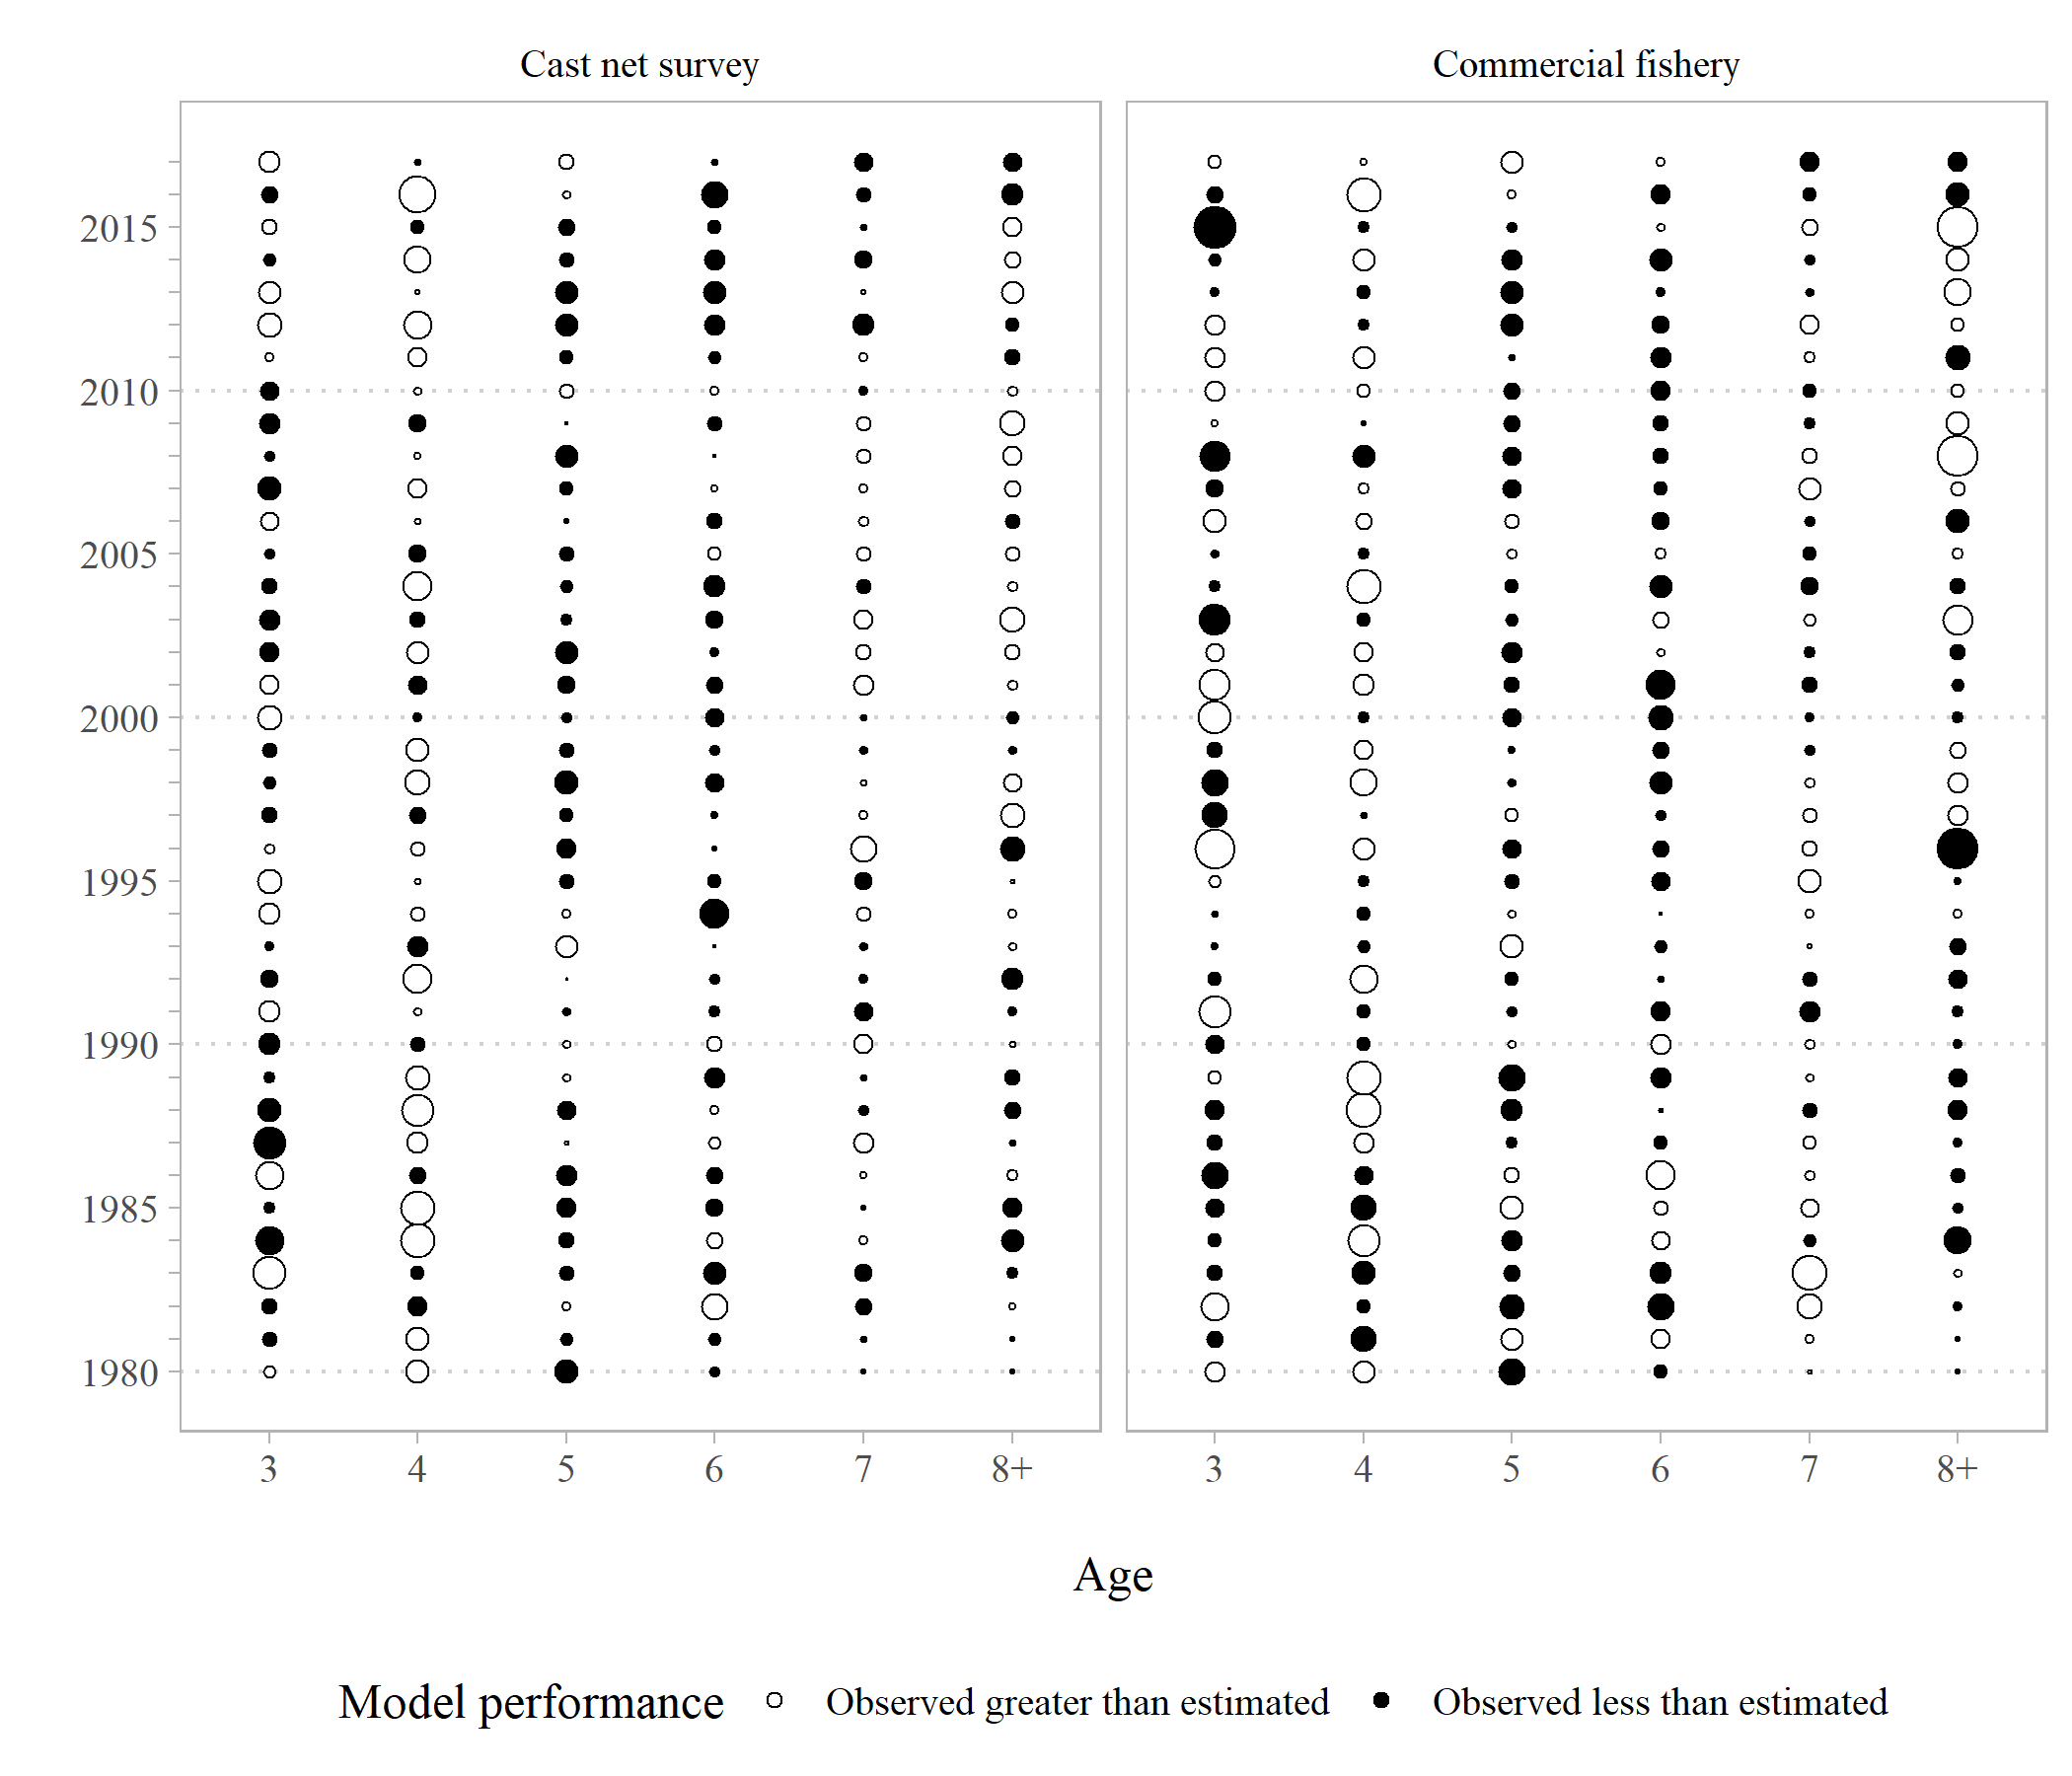 Cast net survey Commercial fishery
2015
2010
2005
2000
1995
1990
1985
1980
3 4 5 6 7 8+ 3 4 5 6 7 8+
Age
Model performance Observed greater than estimated Observed less than estimated